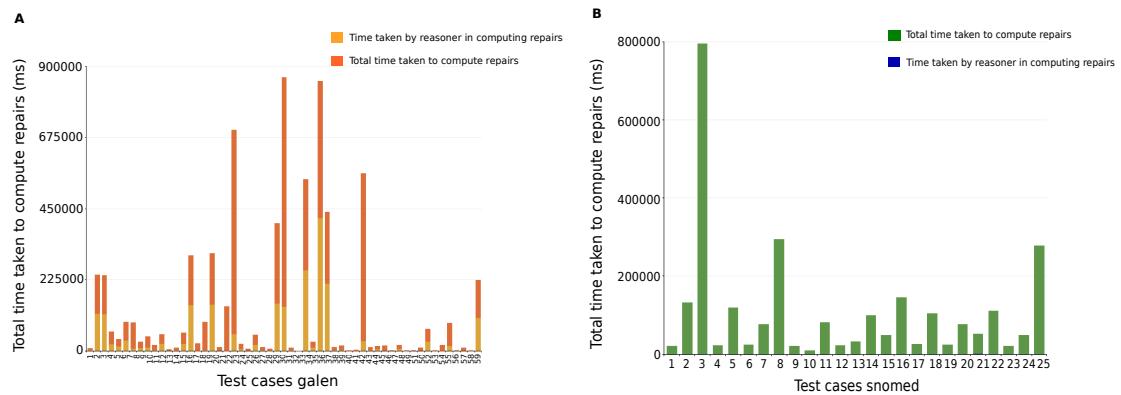 A
Time taken by reasoner in computing repairs
Total time taken to compute repairs
Total time taken to compute repairs (ms)
900000
675000
450000
225000
0
Test cases galen
B
Total time taken to compute repairs
Time taken by reasoner in computing repairs
Total time taken to compute repairs (ms)
800000
600000
400000
200000
0
1 2 3 4 5 6 7 8 9 10 11 12 13 14 15 16 17 18 19 20 21 22 23 24 25
Test cases snomed